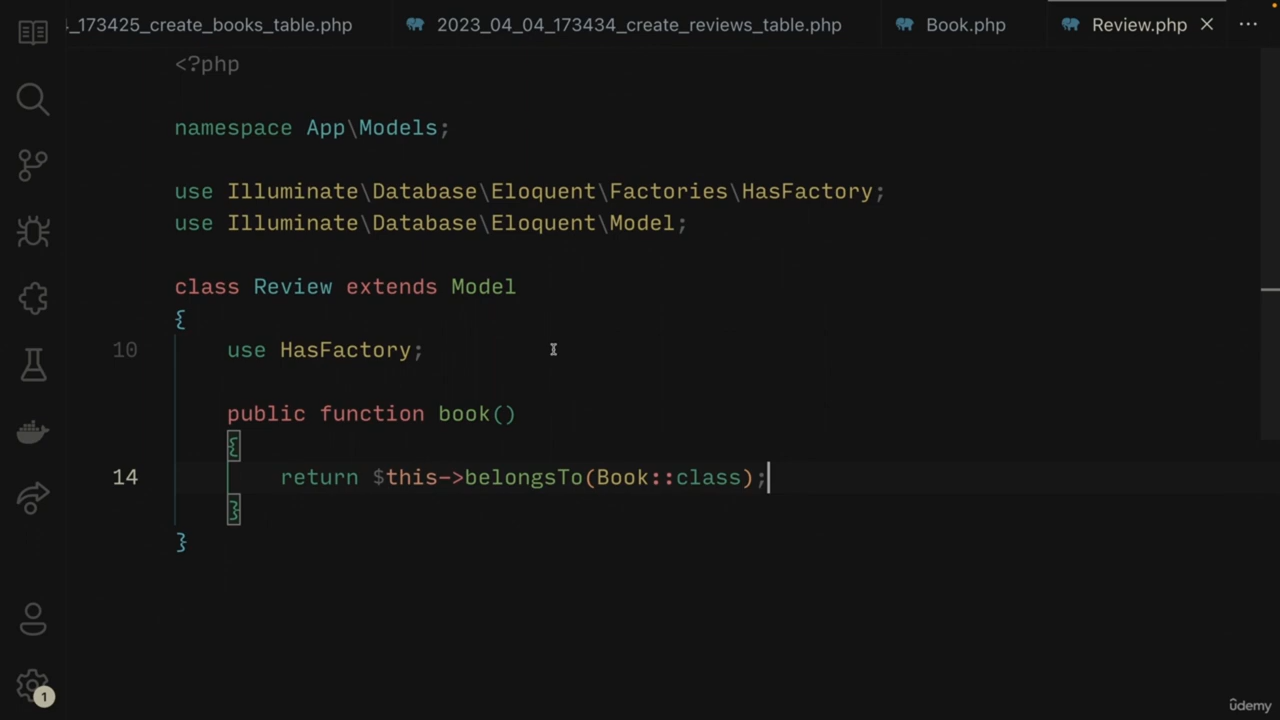 4_173425_create_books_table.php 2023_04_04_173434_create_reviews_table.php Book.php Review.php
<?php
namespace App\Models;
use Illuminate\Database\Eloquent\Factories\HasFactory;
use Illuminate\Database\Eloquent\Model;
class Review extends Model
{
10 use HasFactory;
public function book()
{
14 return $this->belongsTo(Book::class);
}
}
1
ûdemy